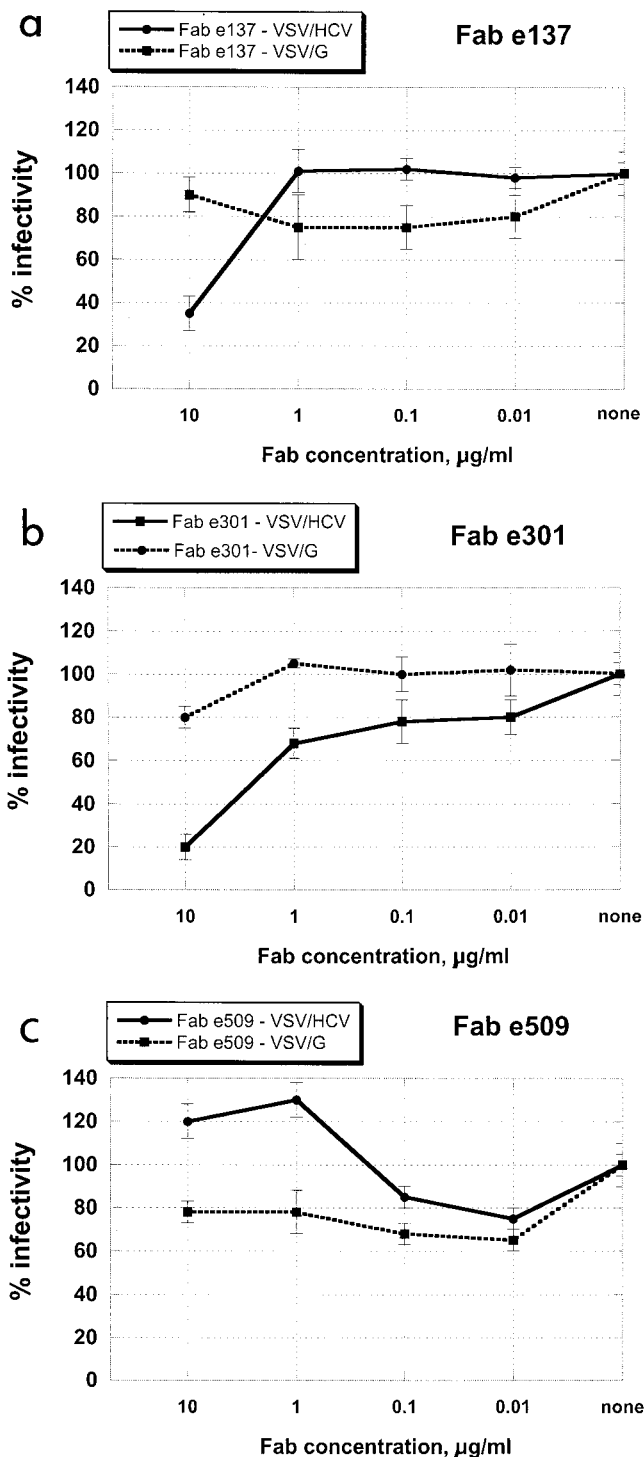 a
Fab e137 - VSV/HCV
Fab e137 - VSV/G
Fab e137
140
120
100
80
60
40
20
0
% infectivity
10 1 0.1 0.01 none
Fab concentration, µg/ml
b
Fab e301 - VSV/HCV
Fab e301- VSV/G
Fab e301
140
120
100
80
60
40
20
0
% infectivity
10 1 0.1 0.01 none
Fab concentration, µg/ml
c
Fab e509 - VSV/HCV
Fab e509 - VSV/G
Fab e509
140
120
100
80
60
40
20
0
% infectivity
10 1 0.1 0.01 none
Fab concentration, µg/ml